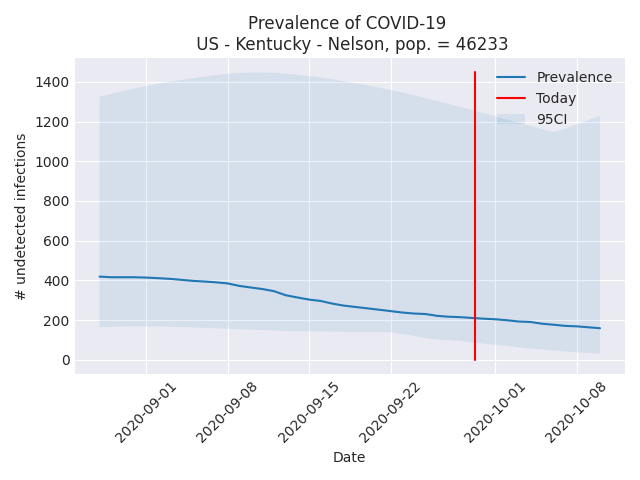 Prevalence of COVID-19
US - Kentucky - Nelson, pop. = 46233
Prevalence
Today
95CI
# undetected infections
1400
1200
1000
800
600
400
200
0
2020-09-01
2020-09-08
2020-09-15
2020-09-22
2020-10-01
2020-10-08
Date